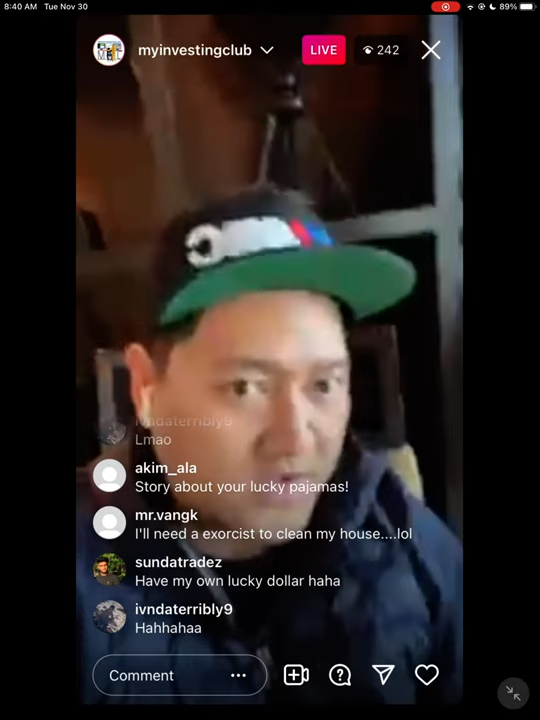 8:40 AM Tue Nov 30
89%
myinvestingclub
LIVE
242
ivndaterribly9
Lmao
akim_ala
Story about your lucky pajamas!
mr.vangk
I'll need a exorcist to clean my house....lol
sundatradez
Have my own lucky dollar haha
ivndaterribly9
Hahhahaa
Comment